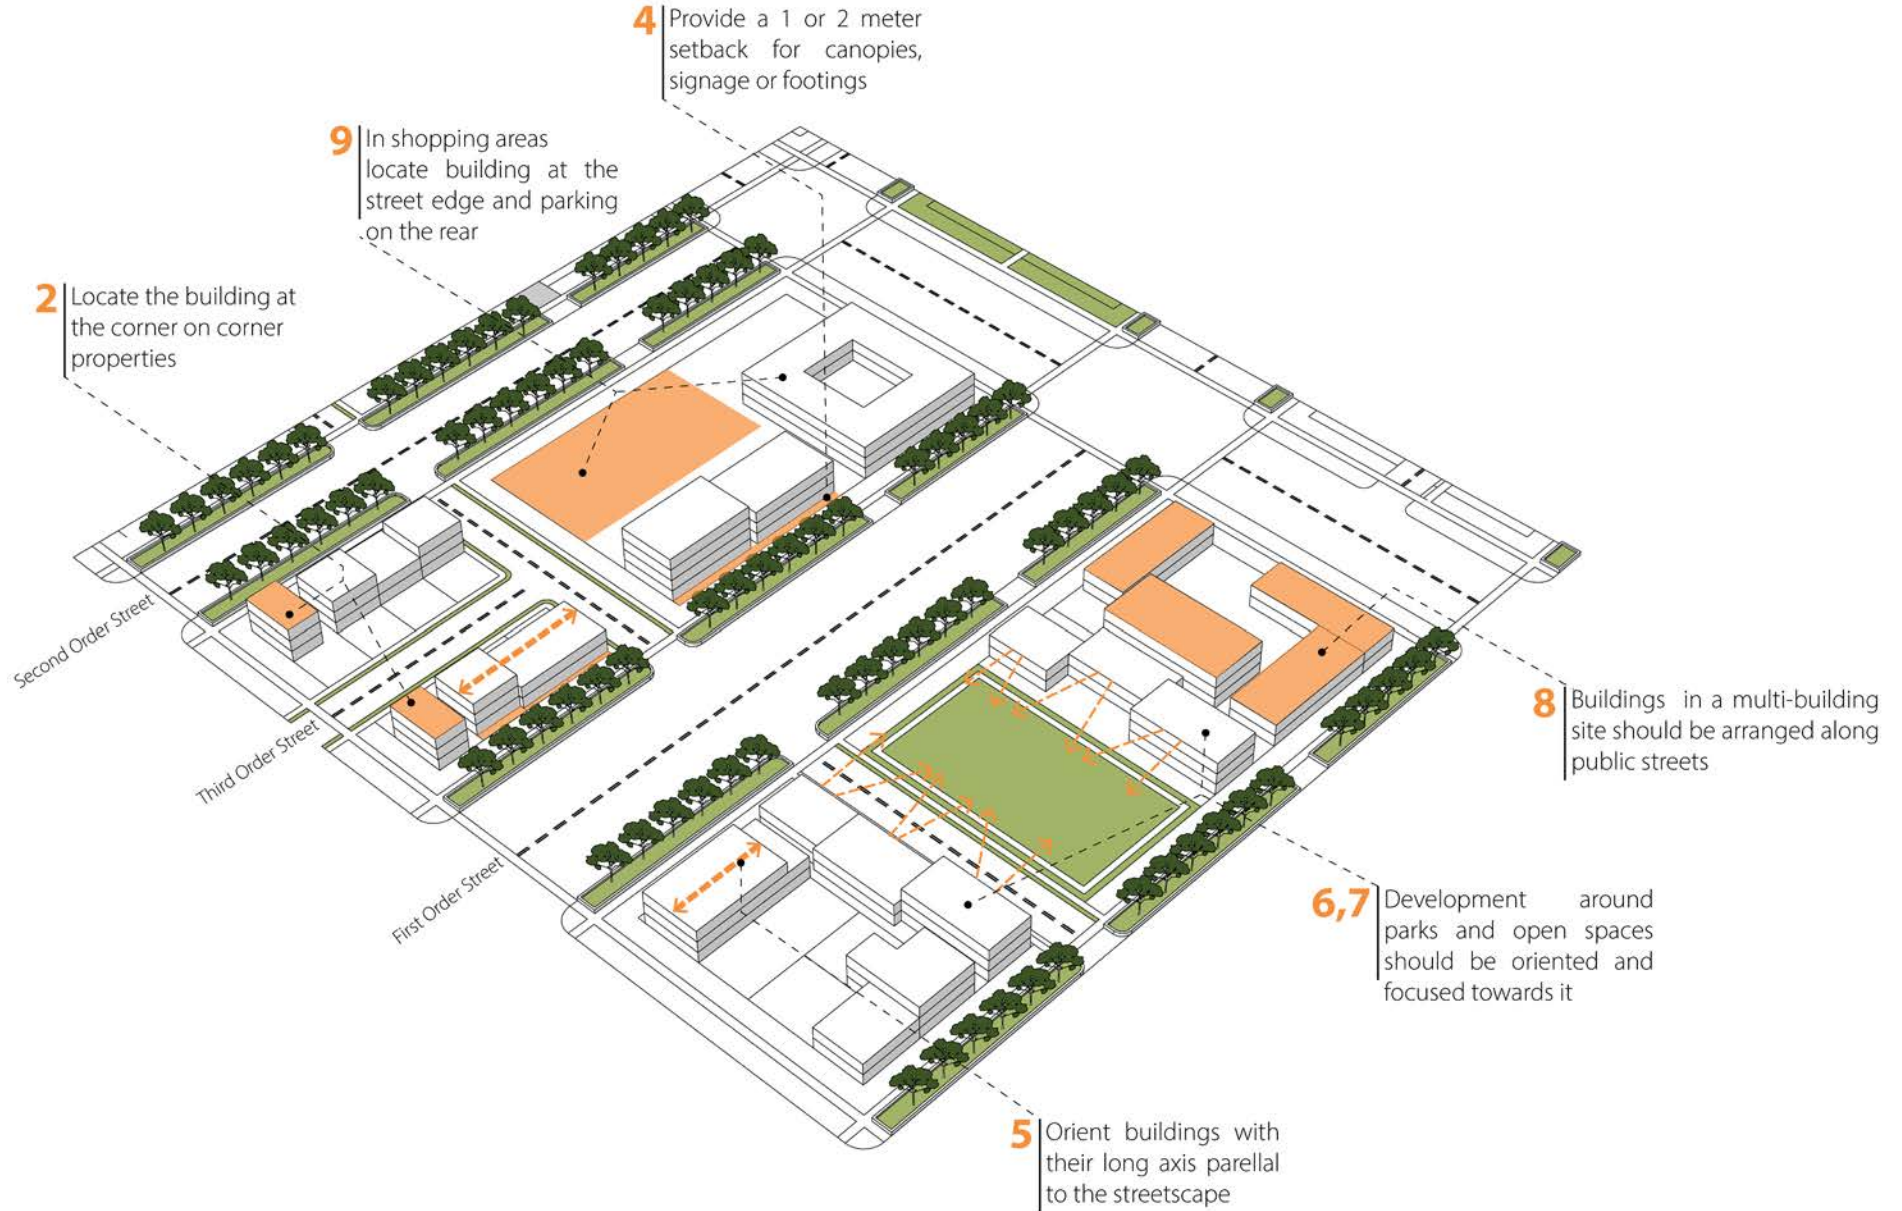 4
Provide a 1 or 2 meter
setback for canopies,
signage or footings
9
In shopping areas
locate building at the
street edge and parking
on the rear
2
Locate the building at
the corner on corner
properties
Second Order Street
Third Order Street
First Order Street
8
Buildings in a multi-building
site should be arranged along
public streets
6,7
Development around
parks and open spaces
should be oriented and
focused towards it
5
Orient buildings with
their long axis parellal
to the streetscape